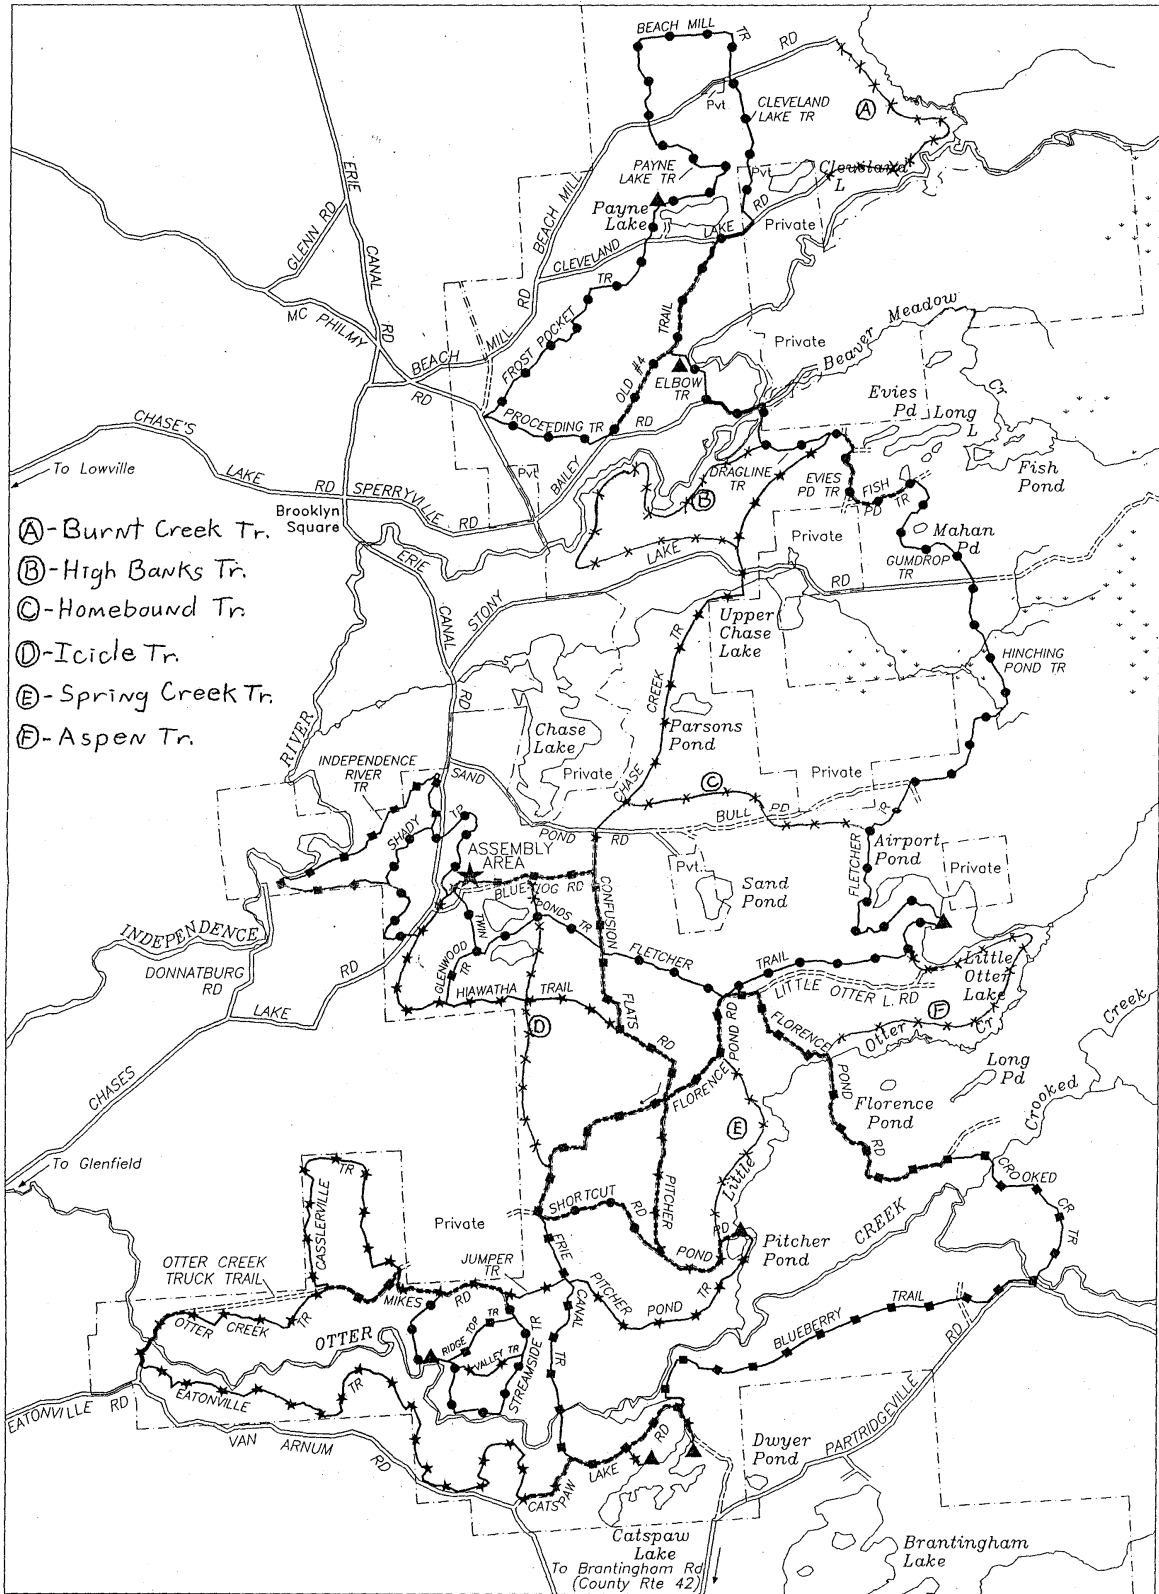 BEACH MILL TR
RD
Pvt
CLEVELAND
LAKE TR
Ⓐ
ERIE
CANAL
RD
GLENN RD
MC PHILMY
RD
BEACH MILL
RD
PAYNE
LAKE TR
Pvt
Cleveland
L
Payne
Lake
CLEVELAND
LAKE
RD
Private
TR
FROST POCKET
BEACH MILL
TRAIL
OLD #4
ELBOW
TR
Private
Beaver Meadow
Cr
PROCEEDING TR
RD
BAILEY
Evies
Pd
Long
L
Fish
Pond
CHASE'S
LAKE
RD
To Lowville
SPERRYVILLE
RD
Pvt
Brooklyn
Square
DRAGLINE
TR
Ⓑ
EVIES
PD TR
FISH
PD TR
Mahan
Pd
GUMDROP
TR
Private
Ⓐ-Burnt Creek Tr.
Ⓑ-High Banks Tr.
Ⓒ-Homebound Tr.
Ⓓ-Icicle Tr.
Ⓔ-Spring Creek Tr.
Ⓕ-Aspen Tr.
ERIE
CANAL
RD
STONY
LAKE
RD
Upper
Chase
Lake
HINCHING
POND TR
CHASE
CREEK
TR
Parsons
Pond
Chase
Lake
Private
Private
RIVER
INDEPENDENCE
RIVER
TR
SAND
POND
RD
BULL
PD
Ⓒ
SHADY
TR
ASSEMBLY
AREA
BLUEJOG RD
Pvt
Sand
Pond
FLETCHER
TR
Airport
Pond
Private
TWIN
PONDS
TR
CONFUSION
FLATS
RD
FLETCHER
TRAIL
INDEPENDENCE
DONNATBURG
RD
CHASES
LAKE
RD
GLENWOOD
TR
HIAWATHA
TRAIL
Ⓓ
LITTLE OTTER L. RD
Little
Otter
Lake
Otter
Cr
Ⓕ
Creek
FLORENCE
POND RD
FLORENCE
POND
RD
Florence
Pond
Long
Pd
Crooked
Ⓔ
Little
CROOKED
CR
TR
To Glenfield
CASSLERVILLE
TR
Private
SHORTCUT
RD
PITCHER
POND
PD
Pitcher
Pond
CREEK
OTTER CREEK
TRUCK TRAIL
JUMPER
TR
ERIE
CANAL
TR
PITCHER
POND
TR
MIKES
RD
OTTER
CREEK
TR
OTTER
RIDGE TOP
TR
VALLEY TR
STREAMSIDE TR
BLUEBERRY
TRAIL
PARTRIDGEVILLE
RD
EATONVILLE RD
EATONVILLE
TR
VAN ARNUM
RD
CATSPAW
LAKE
RD
Dwyer
Pond
Catspaw
Lake
To Brantingham Rd
(County Rte 42)
Brantingham
Lake